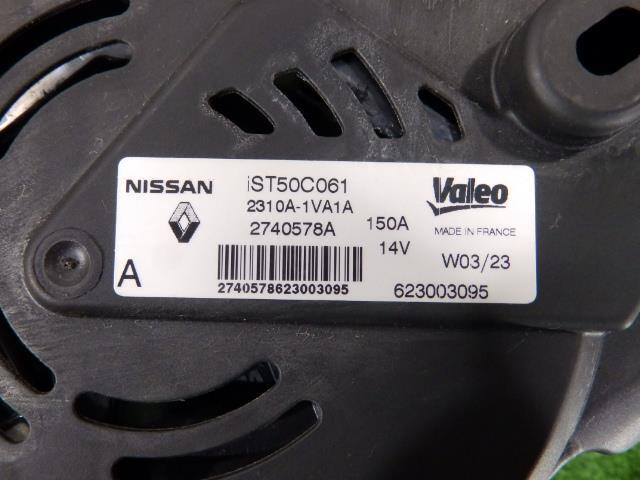 NISSAN
iST50C061
2310A-1VA1A
2740578A
150A
14V
Valeo
MADE IN FRANCE
W03/23
A
2740578623003095
623003095